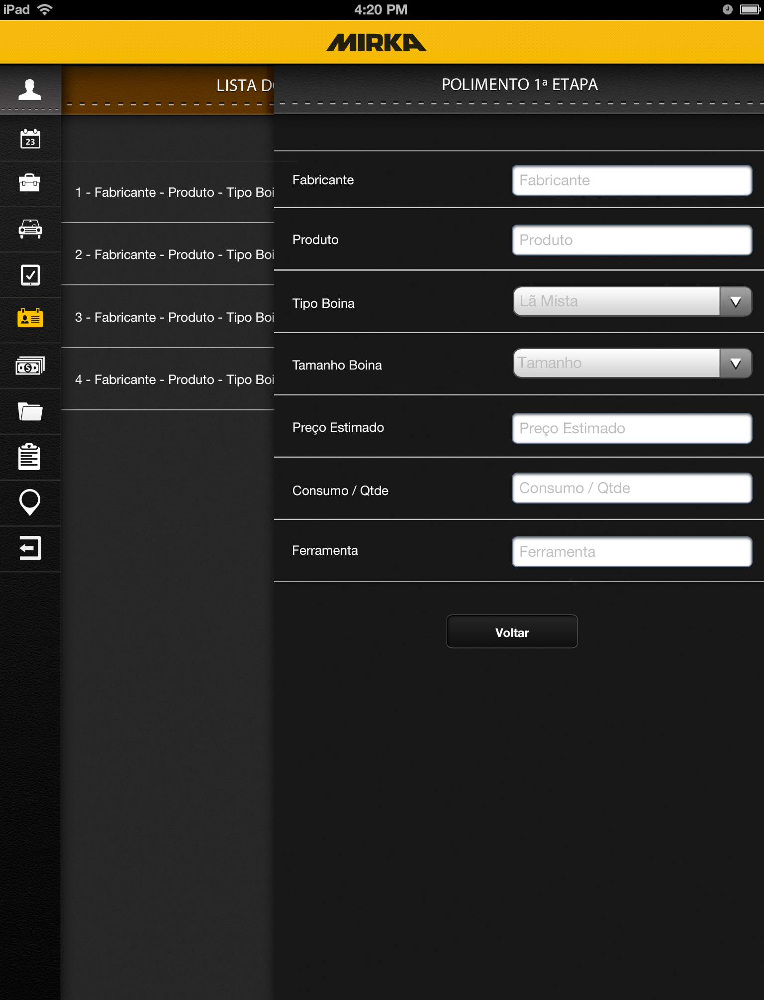 iPad
4:20 PM
MIRKA
LISTA D
POLIMENTO 1ª ETAPA
23
1 - Fabricante - Produto - Tipo Boi
2 - Fabricante - Produto - Tipo Boi
3 - Fabricante - Produto - Tipo Boi
4 - Fabricante - Produto - Tipo Boi
Fabricante
Fabricante
Produto
Produto
Tipo Boina
Lã Mista
Tamanho Boina
Tamanho
Preço Estimado
Preço Estimado
Consumo / Qtde
Consumo / Qtde
Ferramenta
Ferramenta
Voltar